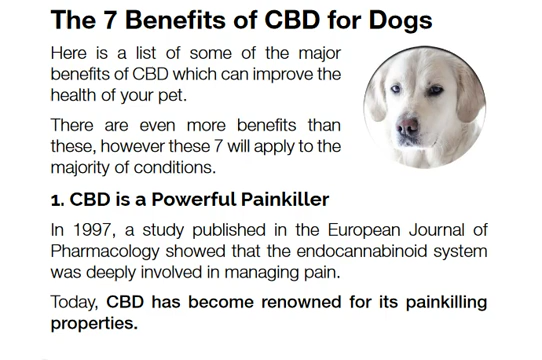 The 7 Benefits of CBD for Dogs
Here is a list of some of the major
benefits of CBD which can improve the
health of your pet.
There are even more benefits than
these, however these 7 will apply to the
majority of conditions.
1. CBD is a Powerful Painkiller
In 1997, a study published in the European Journal of
Pharmacology showed that the endocannabinoid system
was deeply involved in managing pain.
Today, CBD has become renowned for its painkilling
properties.